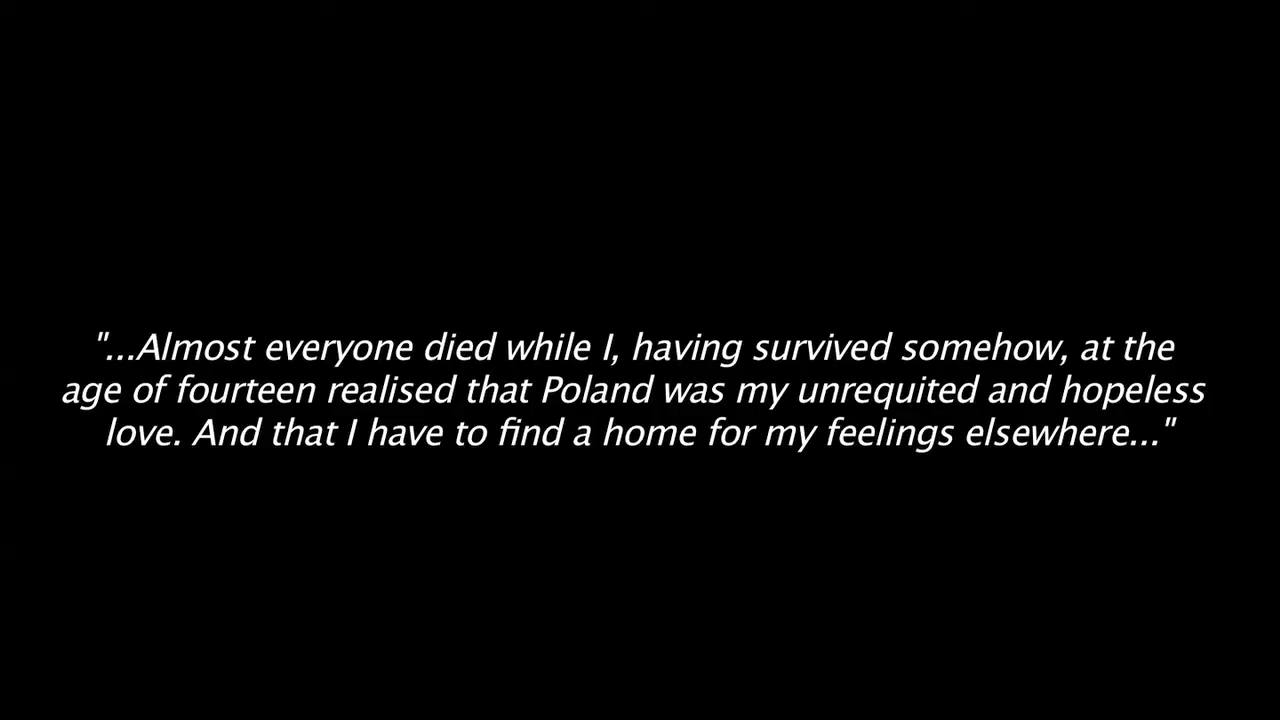 "...Almost everyone died while I, having survived somehow, at the
age of fourteen realised that Poland was my unrequited and hopeless
love. And that I have to find a home for my feelings elsewhere..."